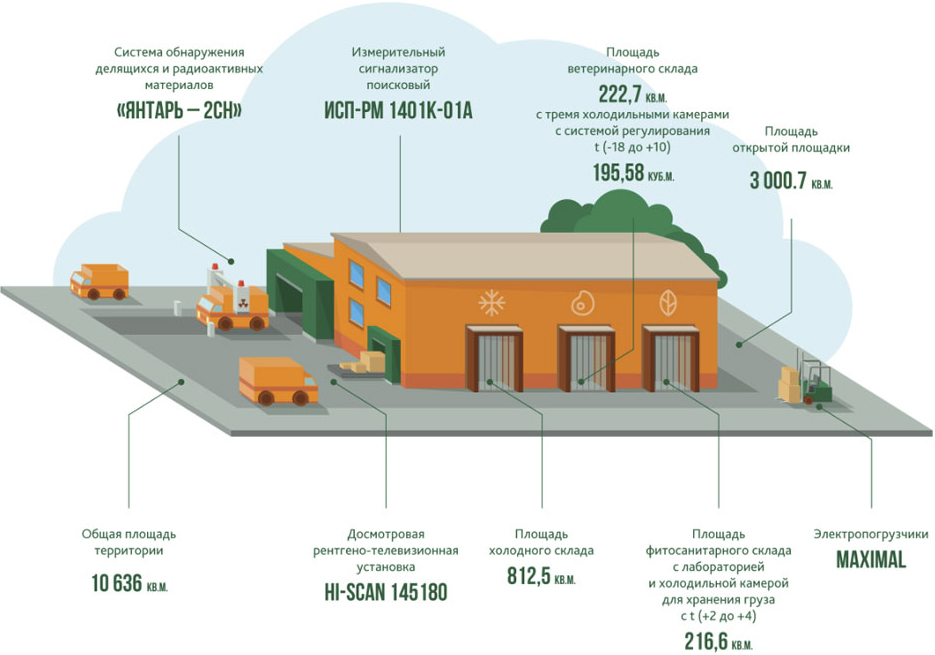 Система обнаружения
делящихся и радиоактивных
материалов
«ЯНТАРЬ – 2СН»
Измерительный
сигнализатор
поисковый
ИСП-РМ 1401К-01А
Площадь
ветеринарного склада
222,7 КВ.М.
с тремя холодильными камерами
с системой регулирования
t (-18 до +10)
195,58 КУБ.М.
Площадь
открытой площадки
3 000.7 КВ.М.
Общая площадь
территории
10 636 КВ.М.
Досмотровая
рентгено-телевизионная
установка
HI-SCAN 145180
Площадь
холодного склада
812,5 КВ.М.
Площадь
фитосанитарного склада
с лабораторией
и холодильной камерой
для хранения груза
с t (+2 до +4)
216,6 КВ.М.
Электропогрузчики
MAXIMAL